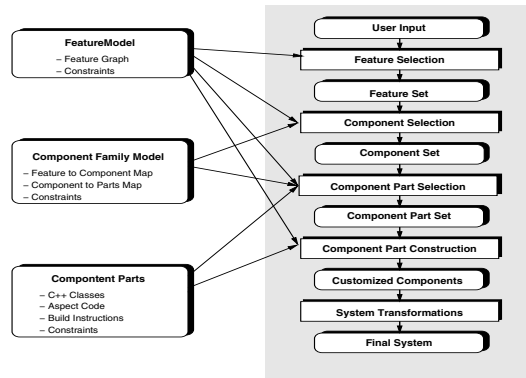 FeatureModel
– Feature Graph
– Constraints
Component Family Model
– Feature to Component Map
– Component to Parts Map
– Constraints
Compontent Parts
– C++ Classes
– Aspect Code
– Build Instructions
– Constraints
User Input
Feature Selection
Feature Set
Component Selection
Component Set
Component Part Selection
Component Part Set
Component Part Construction
Customized Components
System Transformations
Final System